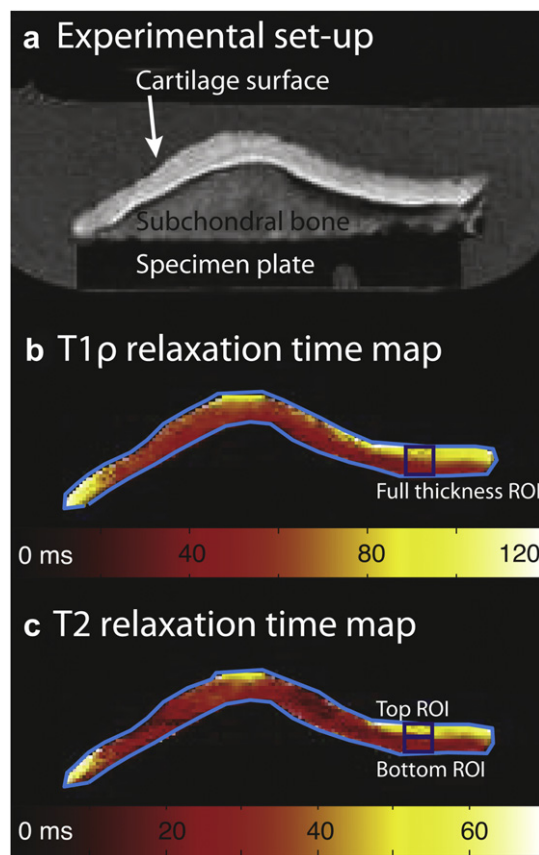 a Experimental set-up
Cartilage surface
Subchondral bone
Specimen plate
b T1ρ relaxation time map
Full thickness ROI
0 ms 40 80 120
c T2 relaxation time map
Top ROI
Bottom ROI
0 ms 20 40 60